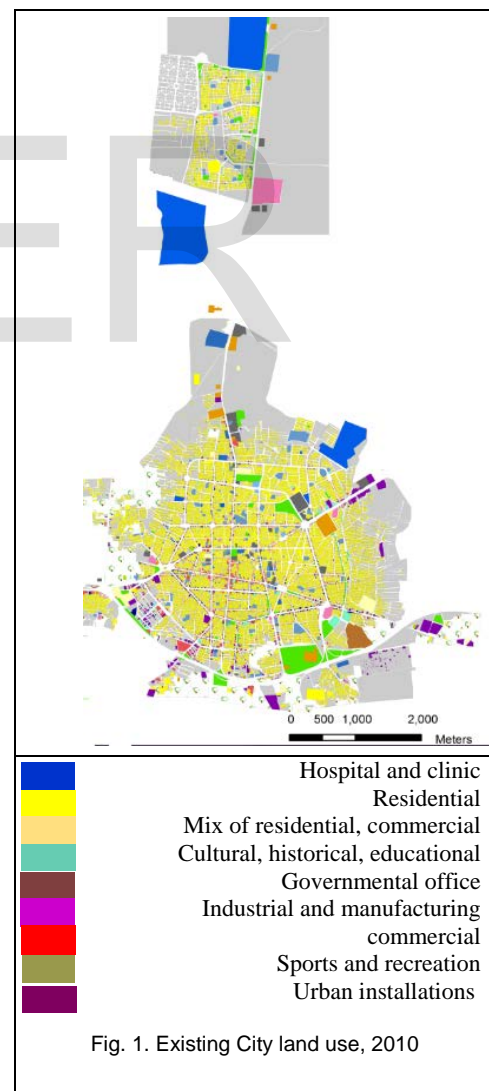 ER
0 500 1,000 2,000
Meters
Hospital and clinic
Residential
Mix of residential, commercial
Cultural, historical, educational
Governmental office
Industrial and manufacturing
commercial
Sports and recreation
Urban installations
Fig. 1. Existing City land use, 2010